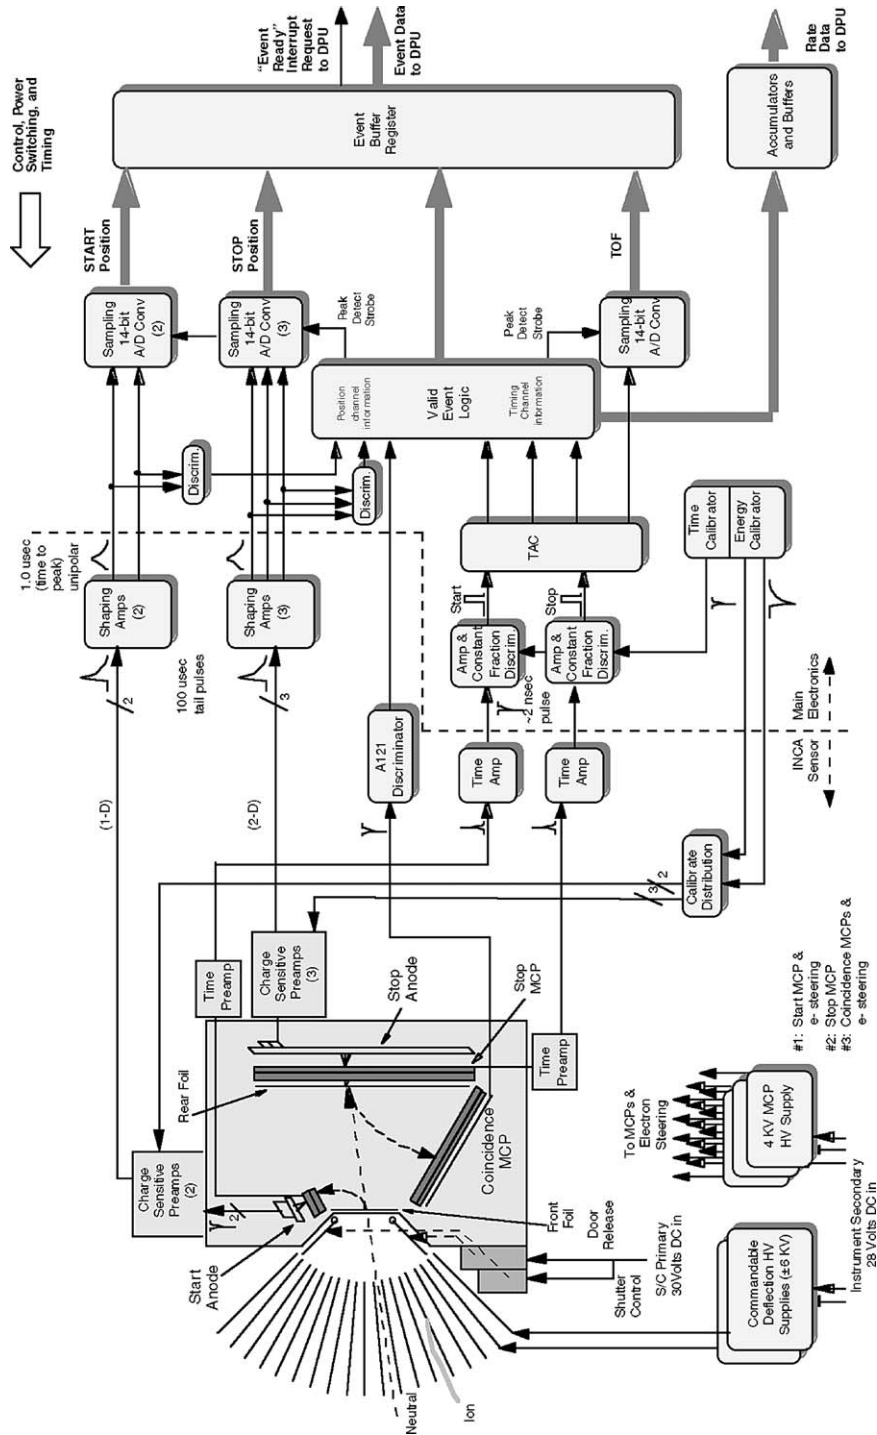 Control, Power
Switching, and
Timing
"Event
Ready"
Interrupt
Request
to DPU
Event Data
to DPU
Rate
Data
to DPU
Event
Buffer
Register
Accumulators
and Buffers
START
Position
STOP
Position
TOF
Sampling
14-bit
A/D Conv
(2)
Sampling
14-bit
A/D Conv
(3)
Peak
Detect
Strobe
Peak
Detect
Strobe
Sampling
14-bit
A/D Conv
Position
channel
information
Valid
Event
Logic
Timing
Channel
information
Discrim.
Discrim.
1.0 usec
(time to
peak)
unipolar
TAC
Time
Calibrator
Energy
Calibrator
Shaping
Amps
(2)
Shaping
Amps
(3)
Start
Stop
Amp &
Constant
Fraction
Discrim.
Amp &
Constant
Fraction
Discrim.
2
100 usec
tail pulses
3
~2 nsec
pulse
Main
Electronics
INCA
Sensor
A121
Discriminator
Time
Amp
Time
Amp
(1-D)
(2-D)
3
2
Calibrate
Distribution
Time
Preamp
Charge
Sensitive
Preamps
(3)
Stop
Anode
Stop
MCP
Time
Preamp
Rear Foil
Charge
Sensitive
Preamps
(2)
2
Coincidence
MCP
Start
Anode
Front
Foil
Door
Release
Shutter
Control
S/C Primary
30Volts DC in
To MCPs &
Electron
Steering
4 KV MCP
HV Supply
#1: Start MCP &
e- steering
#2: Stop MCP
#3: Coincidence MCPs &
e- steering
Neutral
Ion
Commandable
Deflection HV
Supplies (±6 KV)
Instrument Secondary
28 Volts DC in